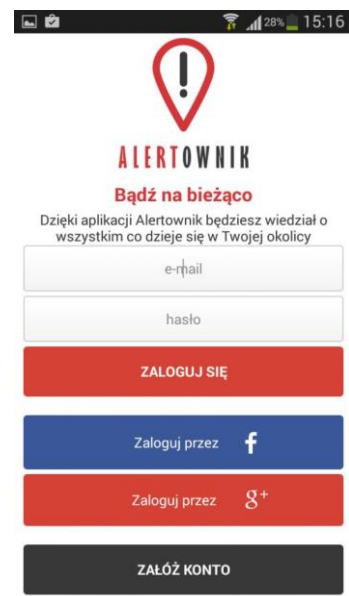 28% 15:16
ALERTOWNIK
Bądź na bieżąco
Dzięki aplikacji Alertownik będziesz wiedział o
wszystkim co dzieje się w Twojej okolicy
e-mail
hasło
ZALOGUJ SIĘ
Zaloguj przez f
Zaloguj przez g+
ZAŁÓŻ KONTO